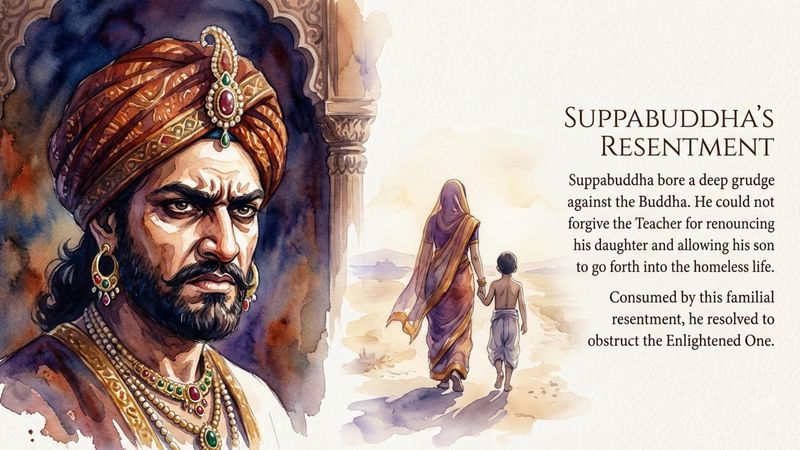 Suppabuddha's
Resentment
Suppabuddha bore a deep grudge
against the Buddha. He could not
forgive the Teacher for renouncing
his daughter and allowing his son
to go forth into the homeless life.
Consumed by this familial
resentment, he resolved to
obstruct the Enlightened One.